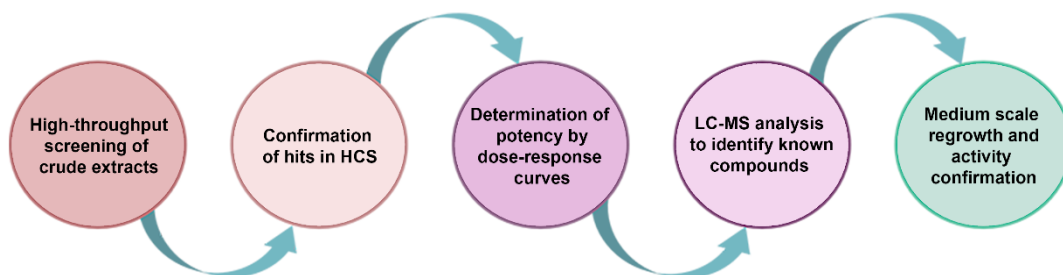 High-throughput
screening of
crude extracts
Confirmation
of hits in HCS
Determination of
potency by
dose-response
curves
LC-MS analysis
to identify known
compounds
Medium scale
regrowth and
activity
confirmation